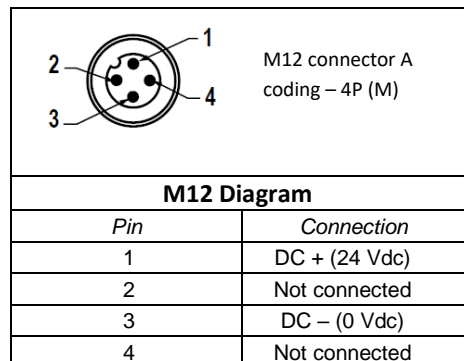 1
2
4
3
M12 connector A
coding – 4P (M)
M12 Diagram
Pin Connection
1 DC + (24 Vdc)
2 Not connected
3 DC – (0 Vdc)
4 Not connected